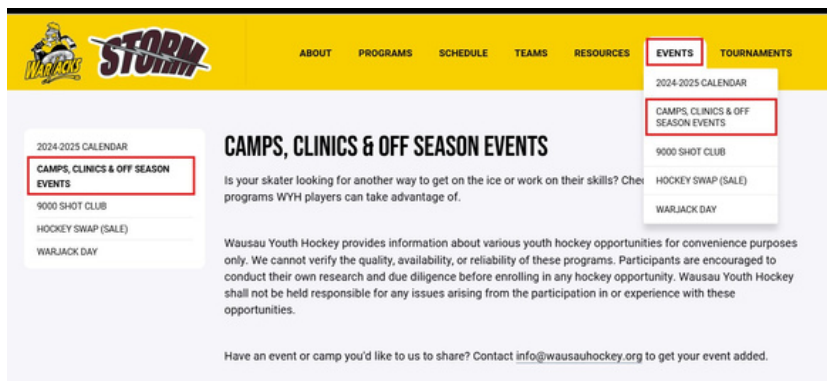 WARJACKS STORM
ABOUT PROGRAMS SCHEDULE TEAMS RESOURCES EVENTS TOURNAMENTS
2024-2025 CALENDAR
CAMPS, CLINICS & OFF
SEASON EVENTS
9000 SHOT CLUB
HOCKEY SWAP (SALE)
WARJACK DAY
2024-2025 CALENDAR
CAMPS, CLINICS & OFF SEASON
EVENTS
9000 SHOT CLUB
HOCKEY SWAP (SALE)
WARJACK DAY
CAMPS, CLINICS & OFF SEASON EVENTS
Is your skater looking for another way to get on the ice or work on their skills?
programs WYH players can take advantage of.
Wausau Youth Hockey provides information about various youth hockey opportunities for convenience purposes
only. We cannot verify the quality, availability, or reliability of these programs. Participants are encouraged to
conduct their own research and due diligence before enrolling in any hockey opportunity. Wausau Youth Hockey
shall not be held responsible for any issues arising from the participation in or experience with these
opportunities.
Have an event or camp you'd like to us to share? Contact info@wausauhockey.org to get your event added.